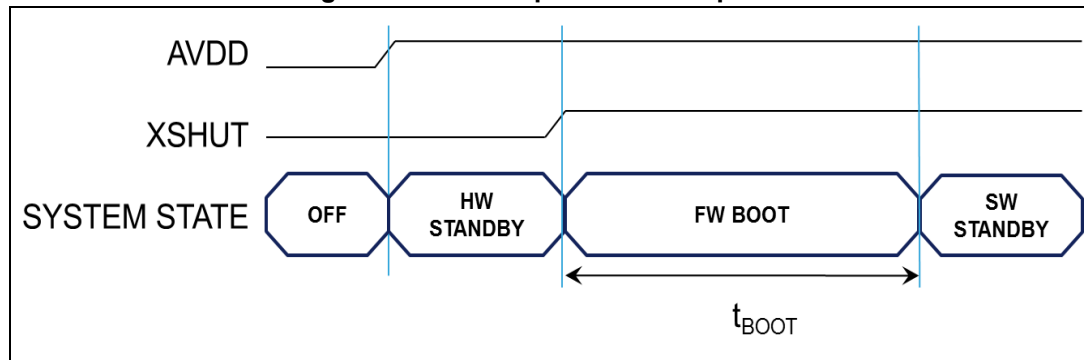 AVDD
XSHUT
SYSTEM STATE
OFF
HW
STANDBY
FW BOOT
SW
STANDBY
tBOOT